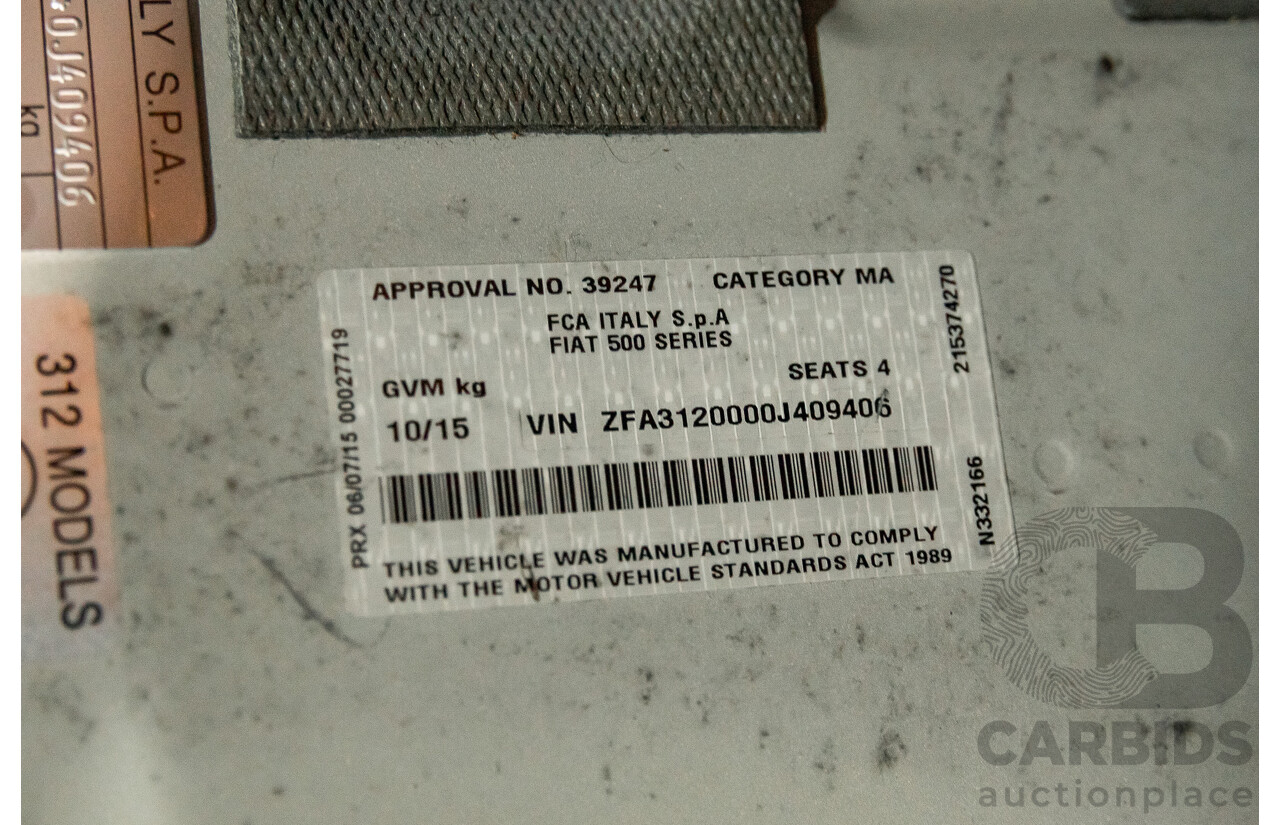 LY S.P.A.
0J409406
kg
312 MODELS
APPROVAL NO. 39247 CATEGORY MA
FCA ITALY S.p.A
FIAT 500 SERIES
SEATS 4
GVM kg
10/15 VIN ZFA3120000J409406
THIS VEHICLE WAS MANUFACTURED TO COMPLY
WITH THE MOTOR VEHICLE STANDARDS ACT 1989
PRX 06/07/15 00027719
215374270
N332166
CB
CARBIDS
auctionplace